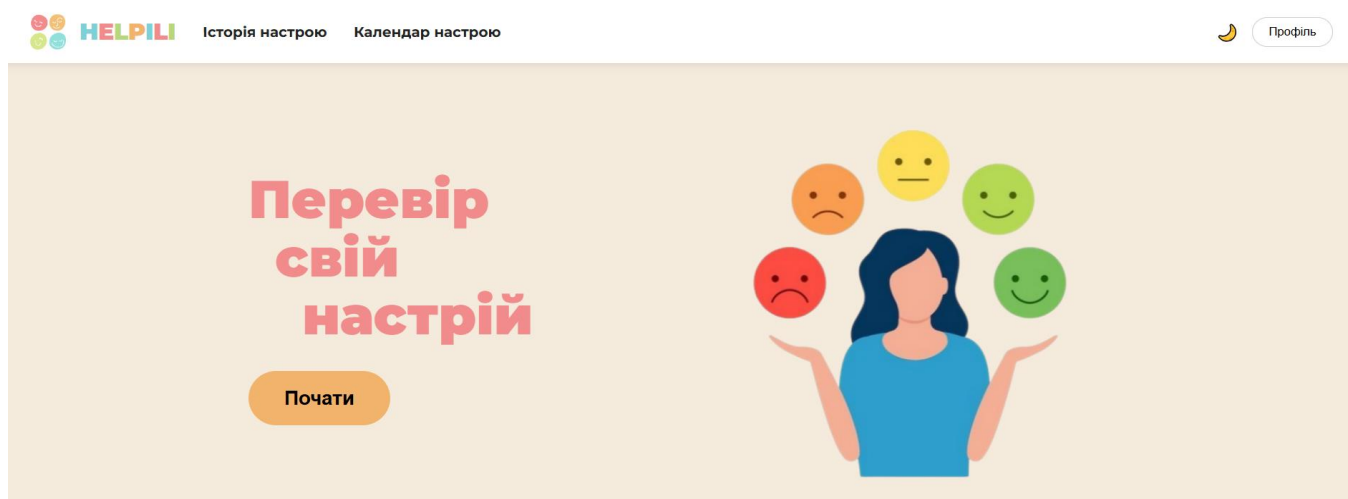 HELPILI Історія настрою Календар настрою Профіль
Перевір
свій
настрій
Почати